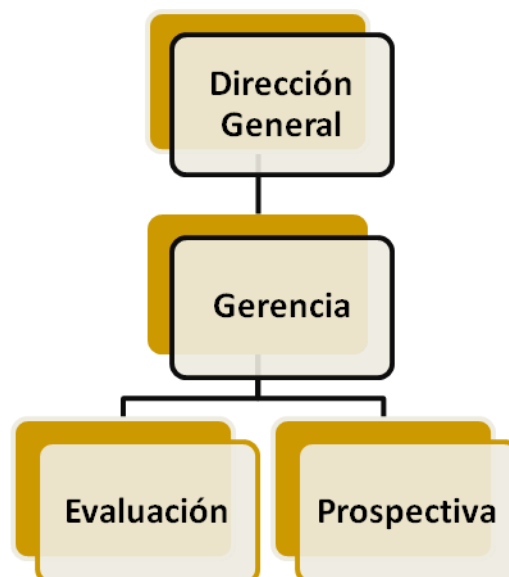 Dirección
General
Gerencia
Evaluación
Prospectiva